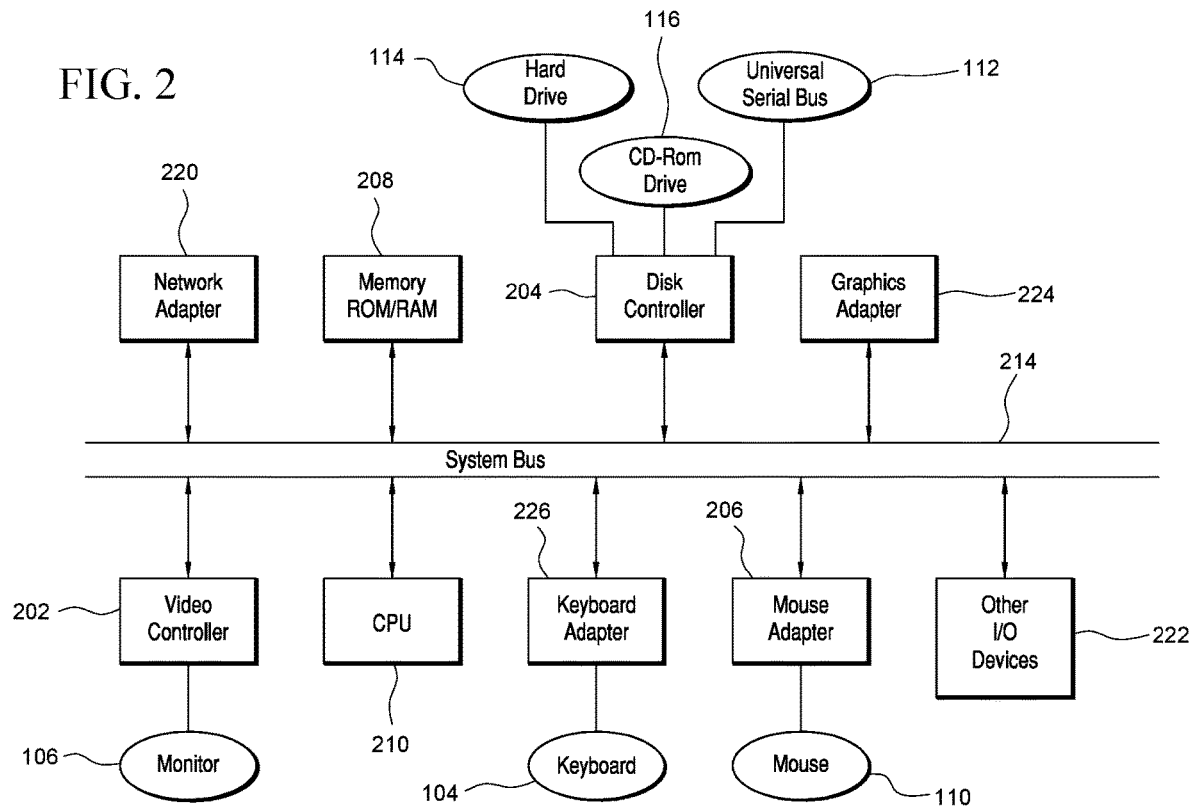 FIG. 2
116
114
Hard
Drive
Universal
Serial Bus
112
CD-Rom
Drive
220
208
Network
Adapter
Memory
ROM/RAM
204
Disk
Controller
Graphics
Adapter
224
214
System Bus
226
206
202
Video
Controller
CPU
Keyboard
Adapter
Mouse
Adapter
Other
I/O
Devices
222
210
106
Monitor
104
Keyboard
Mouse
110